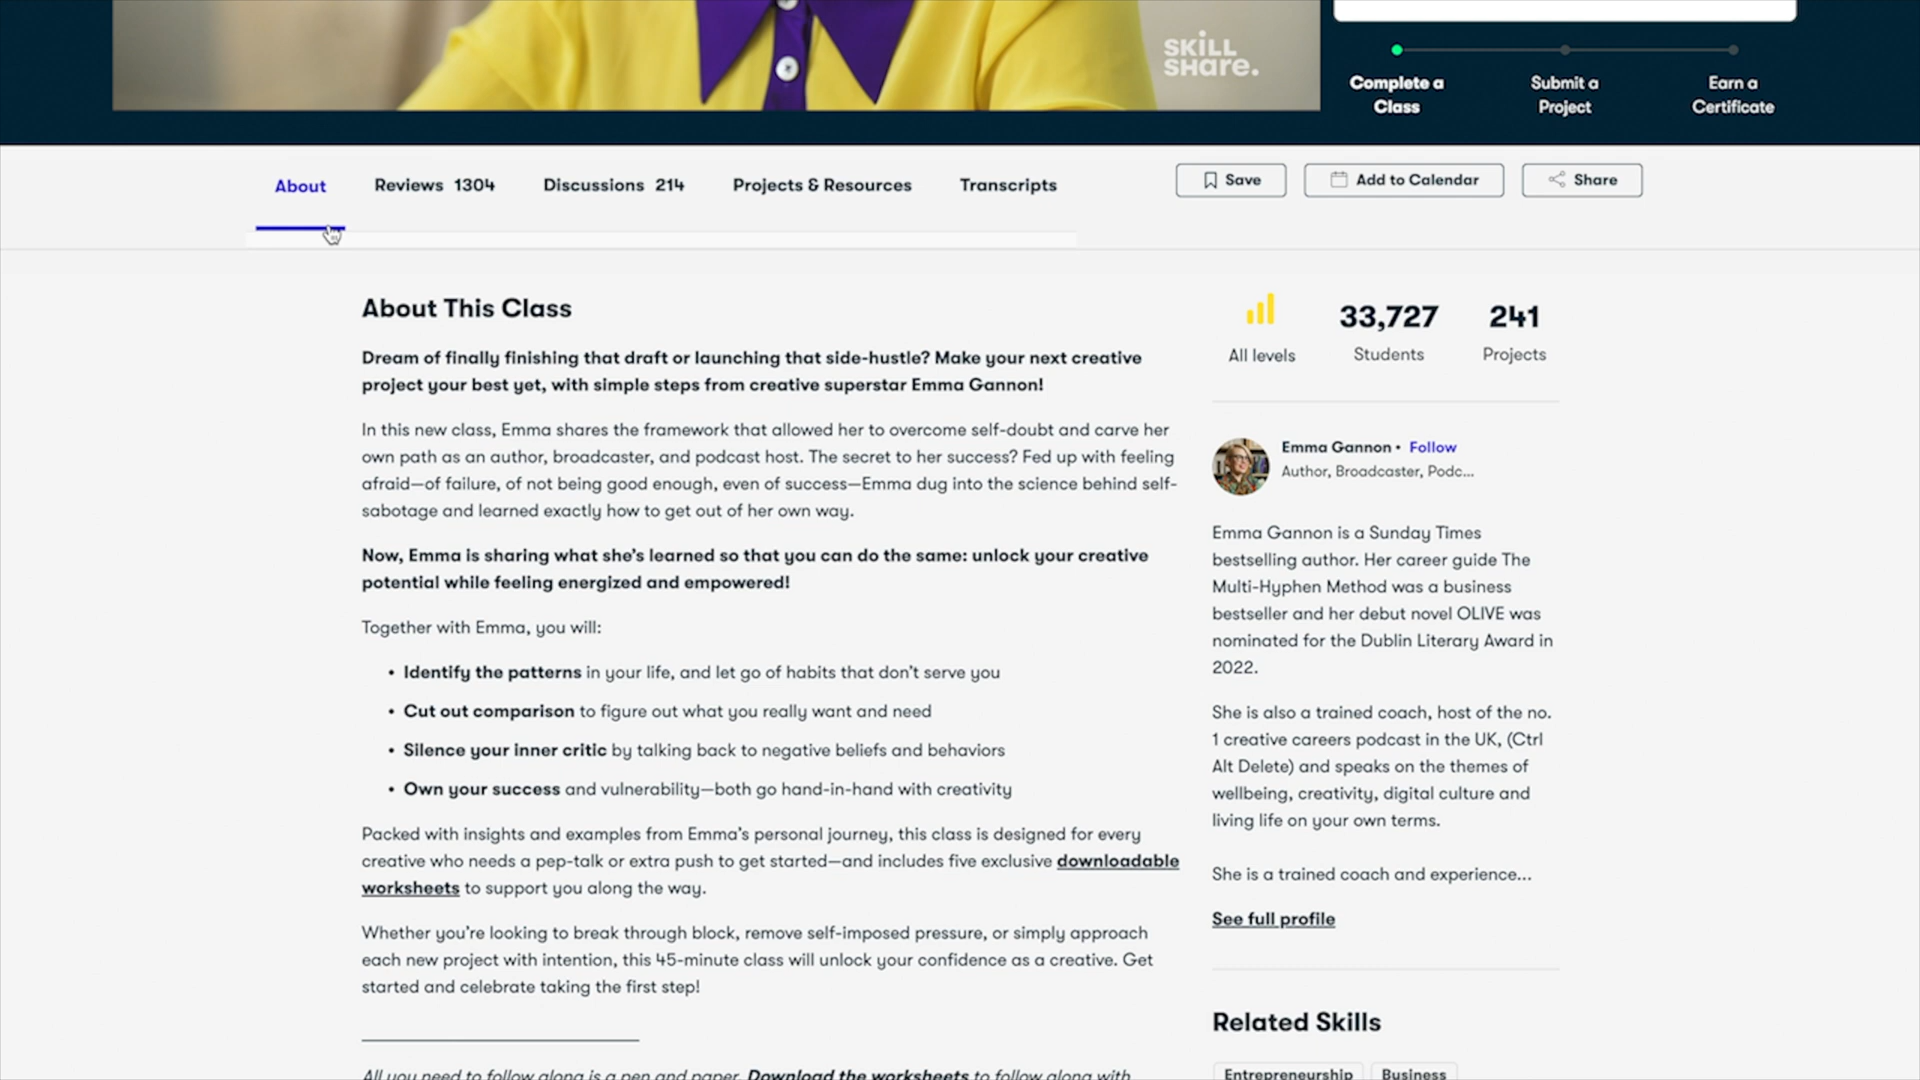 SKiLL
SHare.
Complete a
Class
Submit a
Project
Earn a
Certificate
About
Reviews 1304
Discussions 214
Projects & Resources
Transcripts
Save
Add to Calendar
Share
About This Class
Dream of finally finishing that draft or launching that side-hustle? Make your next creative
project your best yet, with simple steps from creative superstar Emma Gannon!
In this new class, Emma shares the framework that allowed her to overcome self-doubt and carve her
own path as an author, broadcaster, and podcast host. The secret to her success? Fed up with feeling
afraid—of failure, of not being good enough, even of success—Emma dug into the science behind self-
sabotage and learned exactly how to get out of her own way.
Now, Emma is sharing what she's learned so that you can do the same: unlock your creative
potential while feeling energized and empowered!
Together with Emma, you will:
• Identify the patterns in your life, and let go of habits that don't serve you
• Cut out comparison to figure out what you really want and need
• Silence your inner critic by talking back to negative beliefs and behaviors
• Own your success and vulnerability—both go hand-in-hand with creativity
Packed with insights and examples from Emma's personal journey, this class is designed for every
creative who needs a pep-talk or extra push to get started—and includes five exclusive downloadable
worksheets to support you along the way.
Whether you're looking to break through block, remove self-imposed pressure, or simply approach
each new project with intention, this 45-minute class will unlock your confidence as a creative. Get
started and celebrate taking the first step!
All you need to follow along is a pen and paper. Download the worksheets to follow along with
All levels
33,727
Students
241
Projects
Emma Gannon • Follow
Author, Broadcaster, Podc...
Emma Gannon is a Sunday Times
bestselling author. Her career guide The
Multi-Hyphen Method was a business
bestseller and her debut novel OLIVE was
nominated for the Dublin Literary Award in
2022.
She is also a trained coach, host of the no.
1 creative careers podcast in the UK, (Ctrl
Alt Delete) and speaks on the themes of
wellbeing, creativity, digital culture and
living life on your own terms.
She is a trained coach and experience...
See full profile
Related Skills
Entrepreneurship
Business